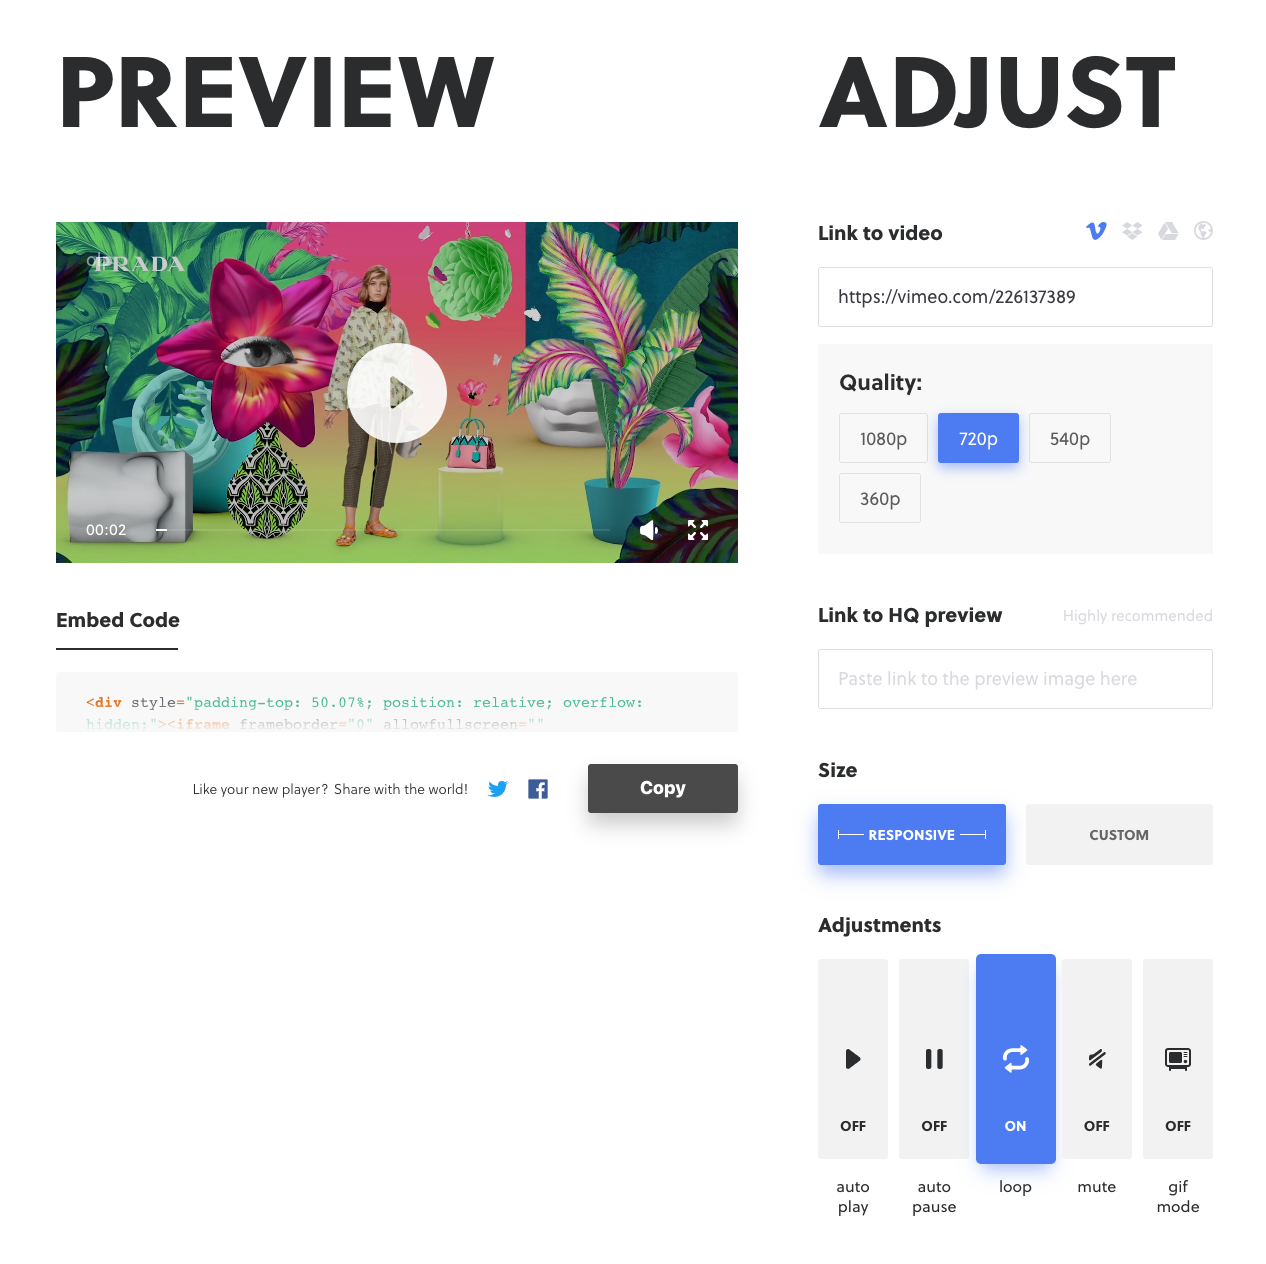 PREVIEW
ADJUST
PRADA
00:02
Embed Code
<div style="padding-top: 50.07%; position: relative; overflow:
hidden;"><iframe frameborder="0" allowfullscreen=""
Like your new player? Share with the world!
Copy
Link to video
https://vimeo.com/226137389
Quality:
1080p
720p
540p
360p
Link to HQ preview
Highly recommended
Paste link to the preview image here
Size
RESPONSIVE
CUSTOM
Adjustments
OFF
OFF
ON
OFF
OFF
auto
play
auto
pause
loop
mute
gif
mode